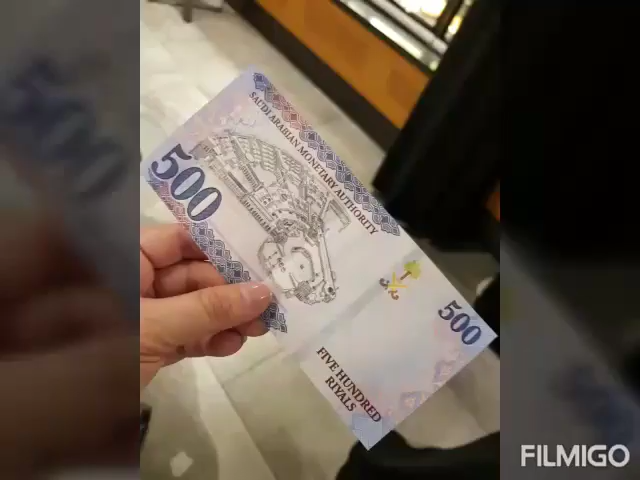 SAUDI ARABIAN MONETARY AUTHORITY
500
500
FIVE HUNDRED
RIYALS
FILMIGO